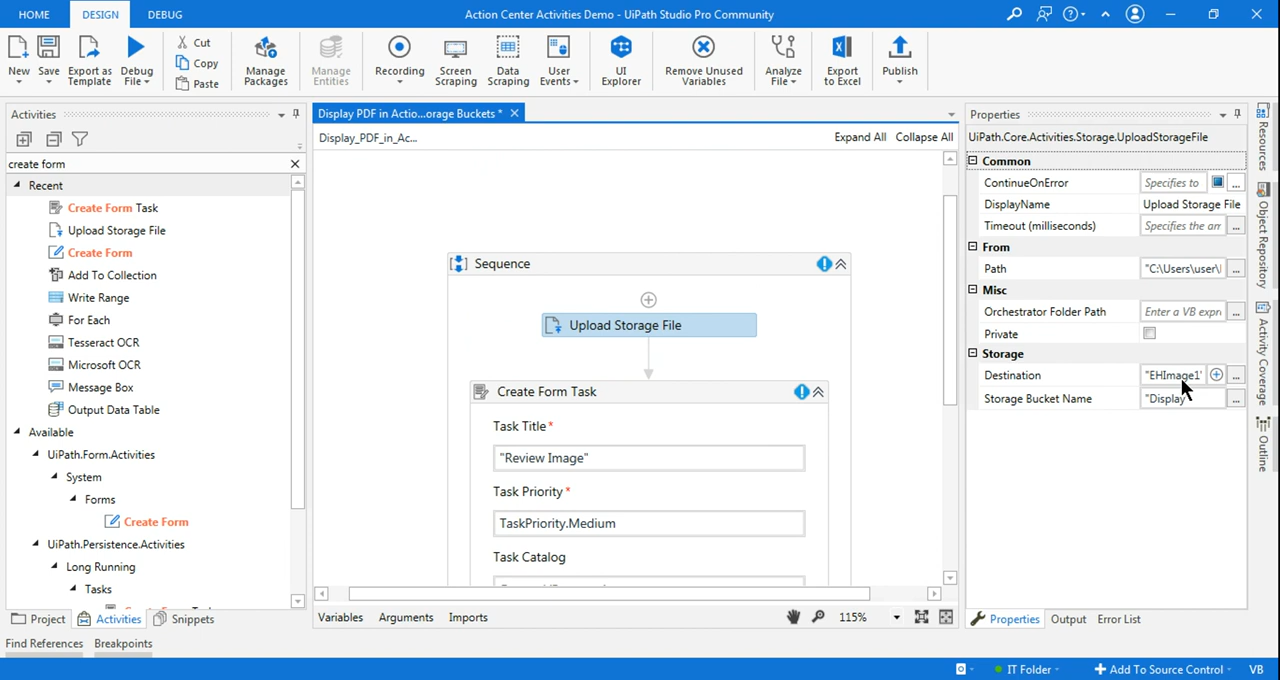 HOME DESIGN DEBUG Action Center Activities Demo - UiPath Studio Pro Community
New Save Export as Template Debug File Cut Copy Paste Manage Packages Manage Entities Recording Screen Scraping Data Scraping User Events UI Explorer Remove Unused Variables Analyze File Export to Excel Publish
Activities
create form
Recent
Create Form Task
Upload Storage File
Create Form
Add To Collection
Write Range
For Each
Tesseract OCR
Microsoft OCR
Message Box
Output Data Table
Available
UiPath.Form.Activities
System
Forms
Create Form
UiPath.Persistence.Activities
Long Running
Tasks
Project Activities Snippets
Find References Breakpoints
Display PDF in Actio...orage Buckets *
Display_PDF_in_Ac... Expand All Collapse All
Sequence
Upload Storage File
Create Form Task
Task Title*
"Review Image"
Task Priority*
TaskPriority.Medium
Task Catalog
Variables Arguments Imports 115%
Properties
UiPath.Core.Activities.Storage.UploadStorageFile
Common
ContinueOnError Specifies to ...
DisplayName Upload Storage File
Timeout (milliseconds) Specifies the am ...
From
Path "C:\Users\user\ ...
Misc
Orchestrator Folder Path Enter a VB expre ...
Private
Storage
Destination "EHImage1" ...
Storage Bucket Name "Display ...
Properties Output Error List
Resources
Object Repository
Activity Coverage
Outline
IT Folder Add To Source Control VB